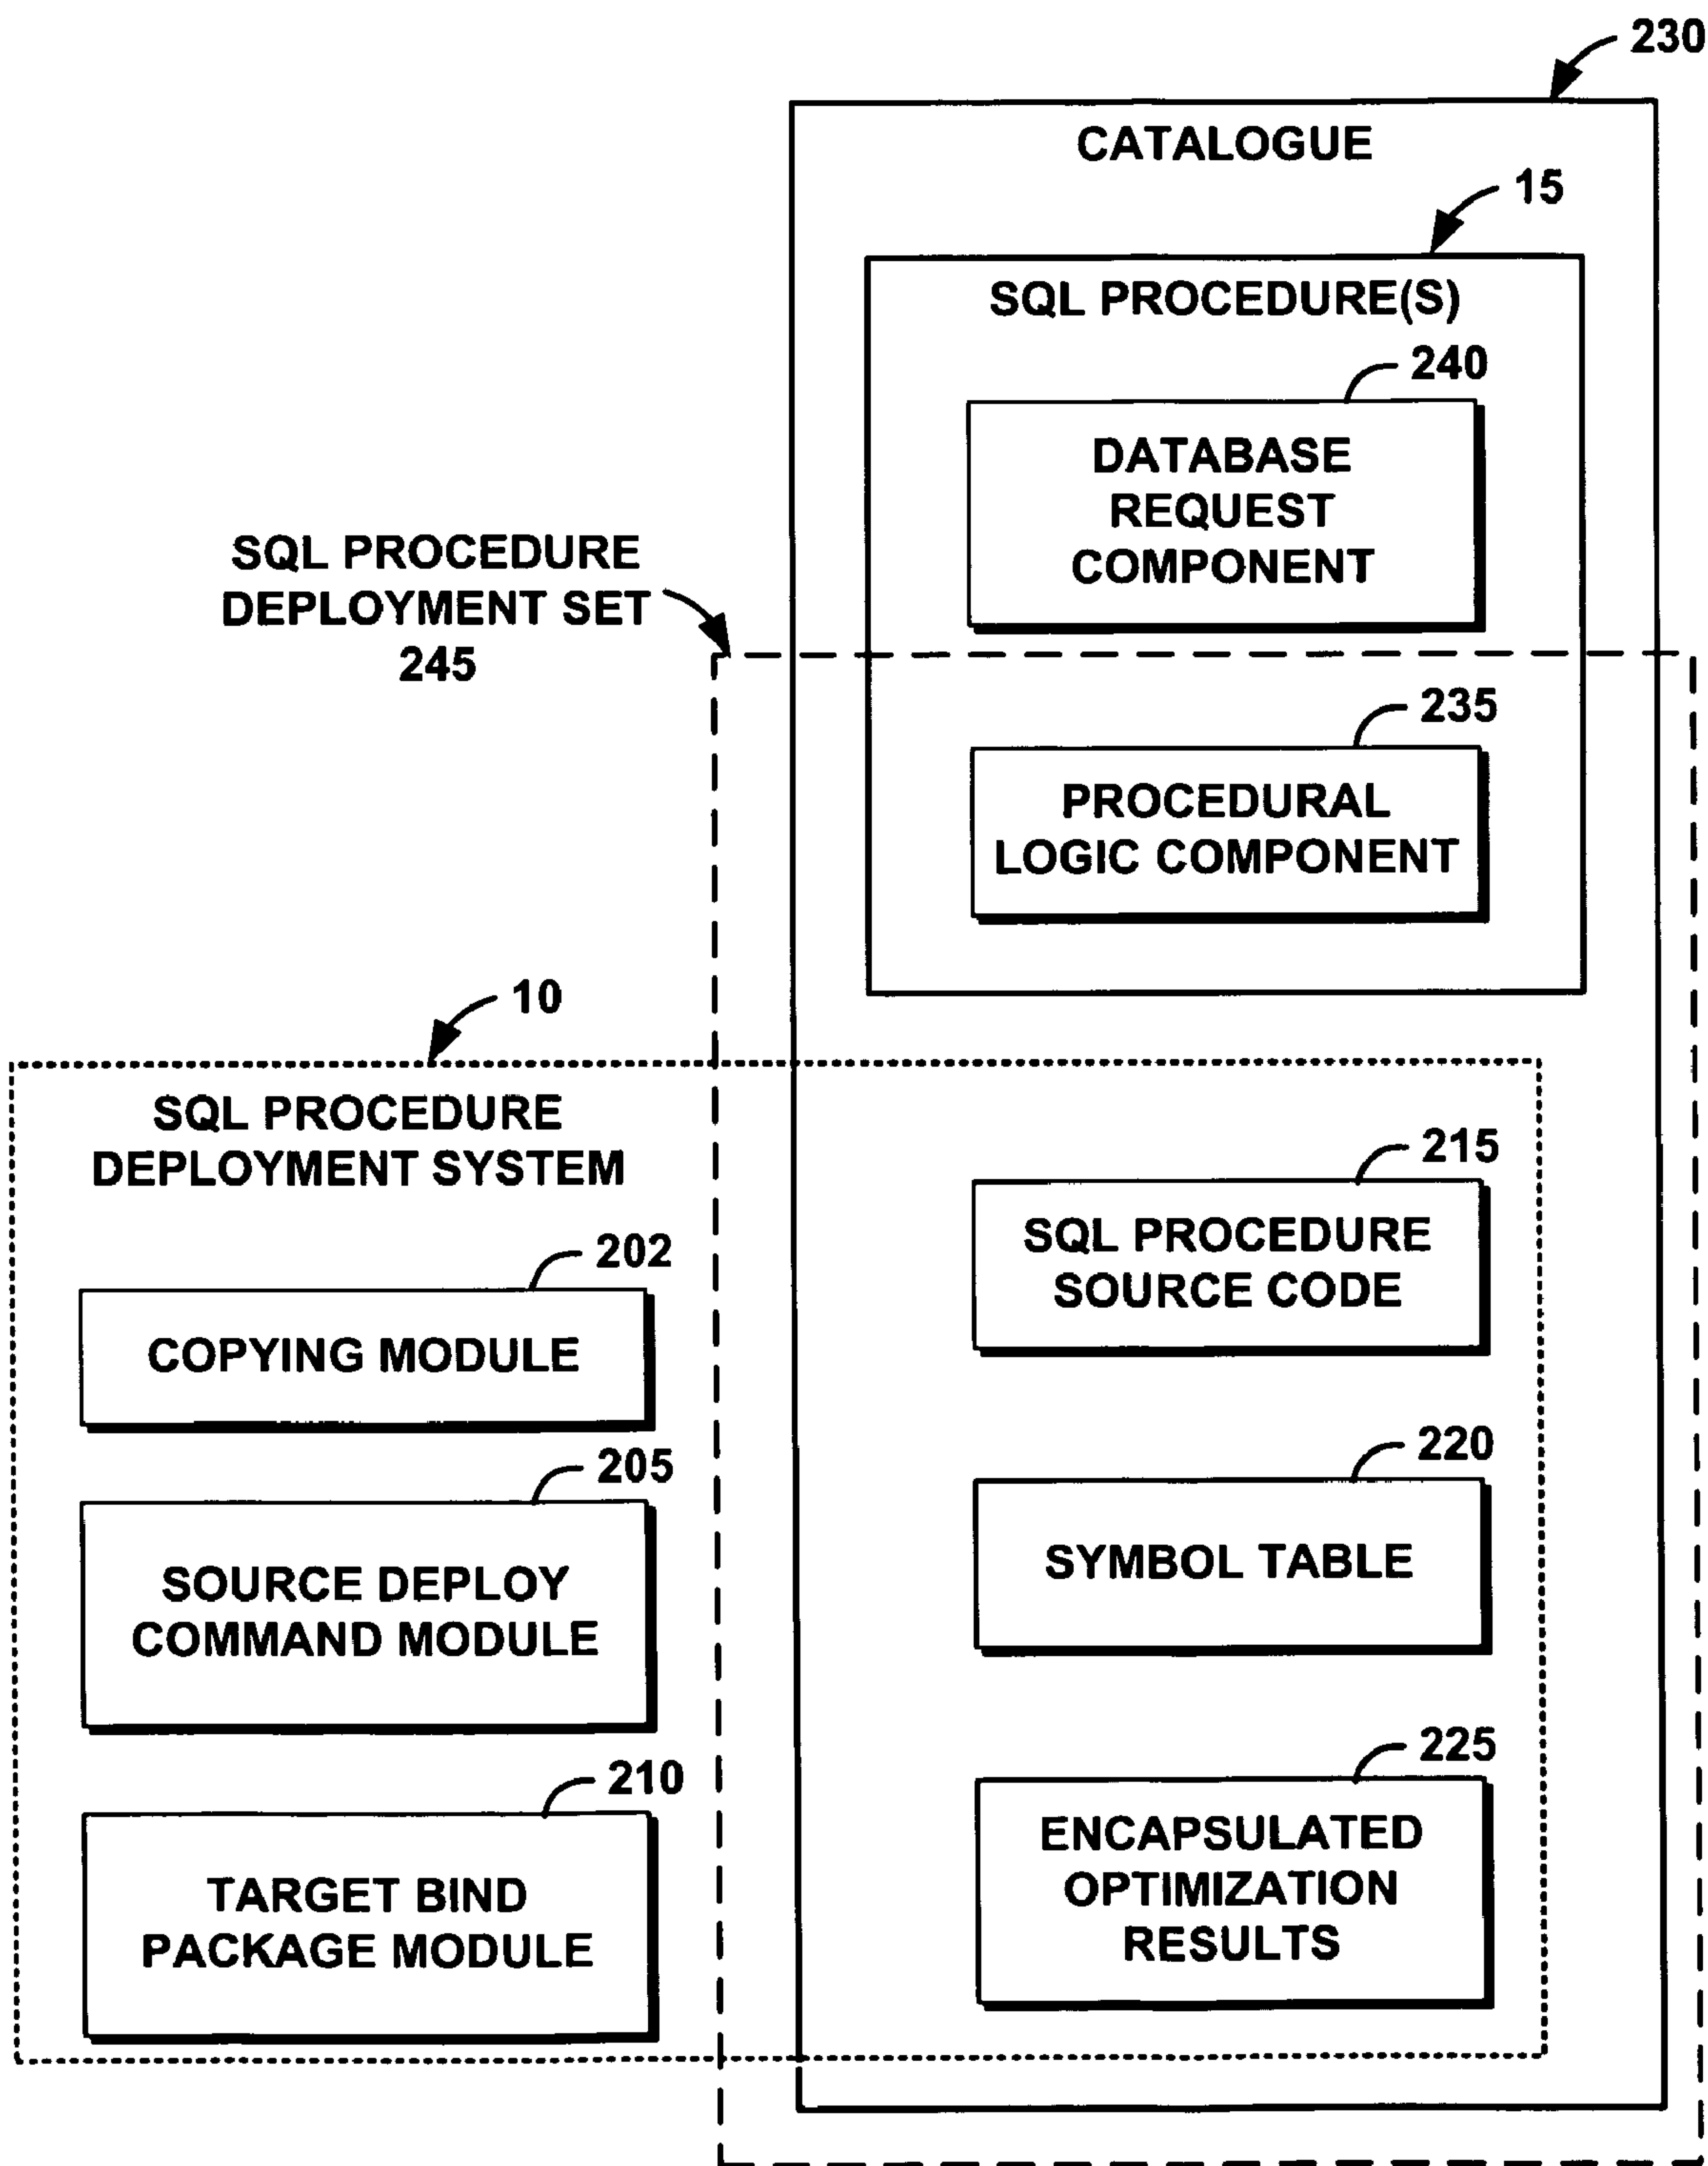 230
CATALOGUE
15
SQL PROCEDURE(S)
240
DATABASE
REQUEST
COMPONENT
SQL PROCEDURE
DEPLOYMENT SET
245
235
PROCEDURAL
LOGIC COMPONENT
10
SQL PROCEDURE
DEPLOYMENT SYSTEM
202
COPYING MODULE
205
SOURCE DEPLOY
COMMAND MODULE
210
TARGET BIND
PACKAGE MODULE
215
SQL PROCEDURE
SOURCE CODE
220
SYMBOL TABLE
225
ENCAPSULATED
OPTIMIZATION
RESULTS